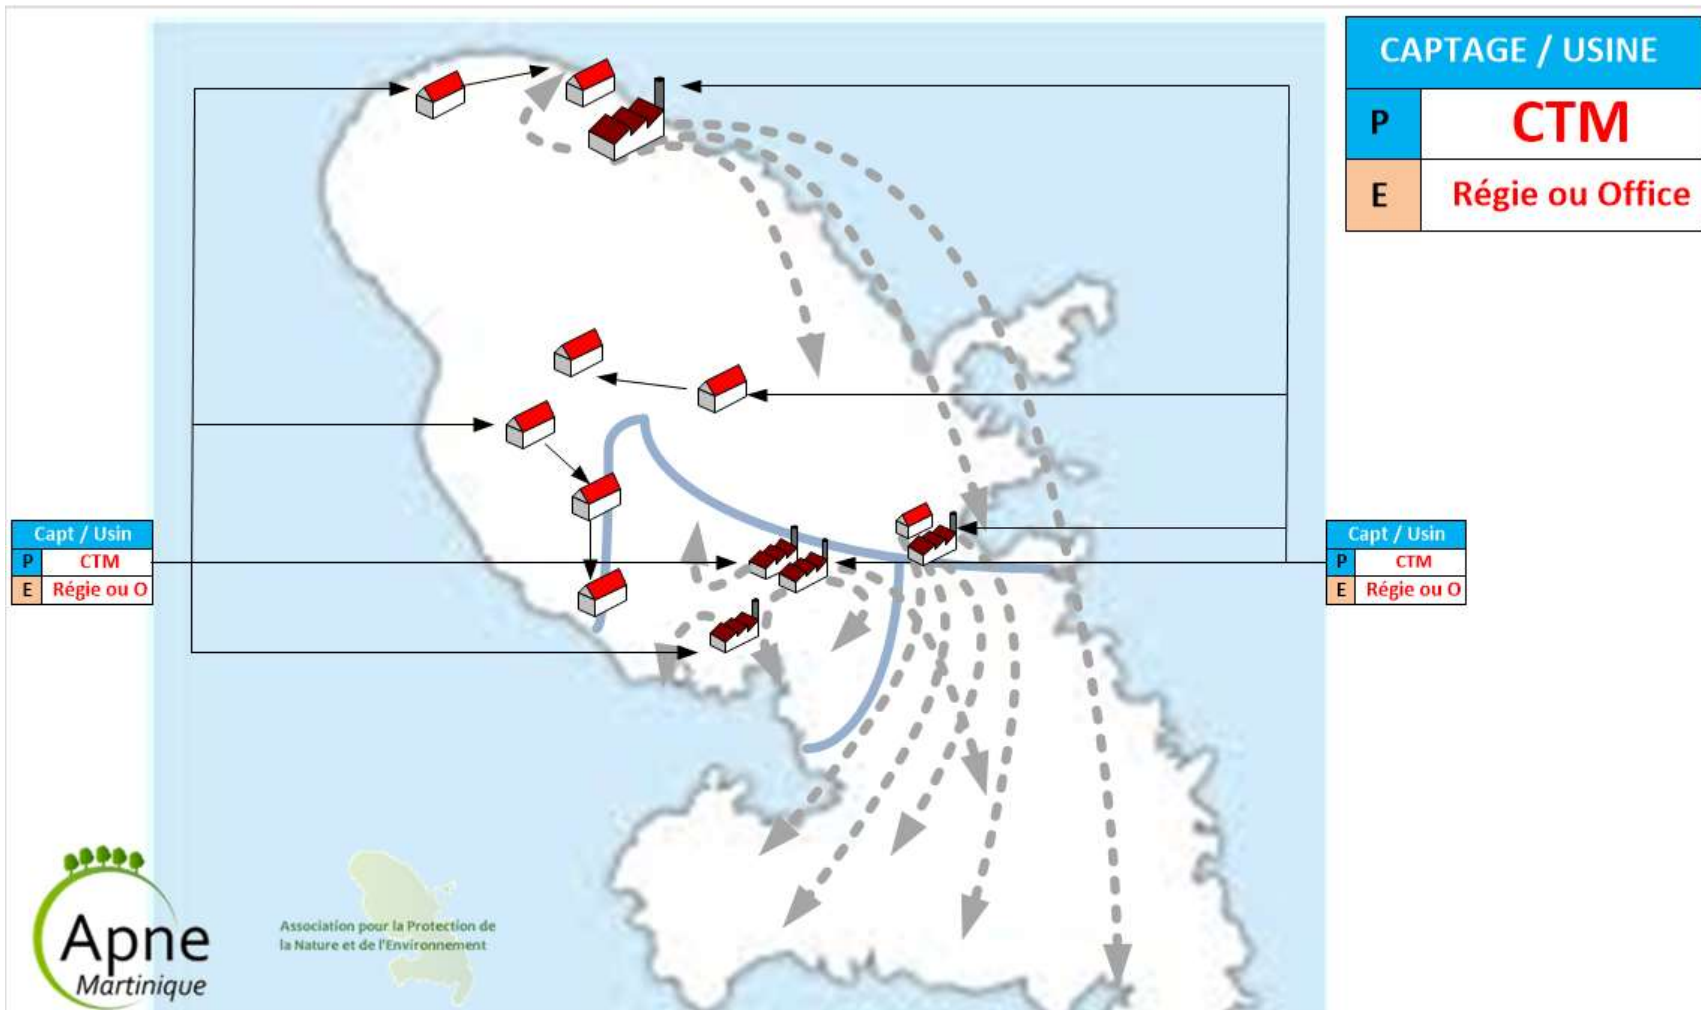 CAPTAGE / USINE
P CTM
E Régie ou Office
Capt / Usin
P CTM
E Régie ou O
Capt / Usin
P CTM
E Régie ou O
Apne
Martinique
Association pour la Protection de
la Nature et de l'Environnement